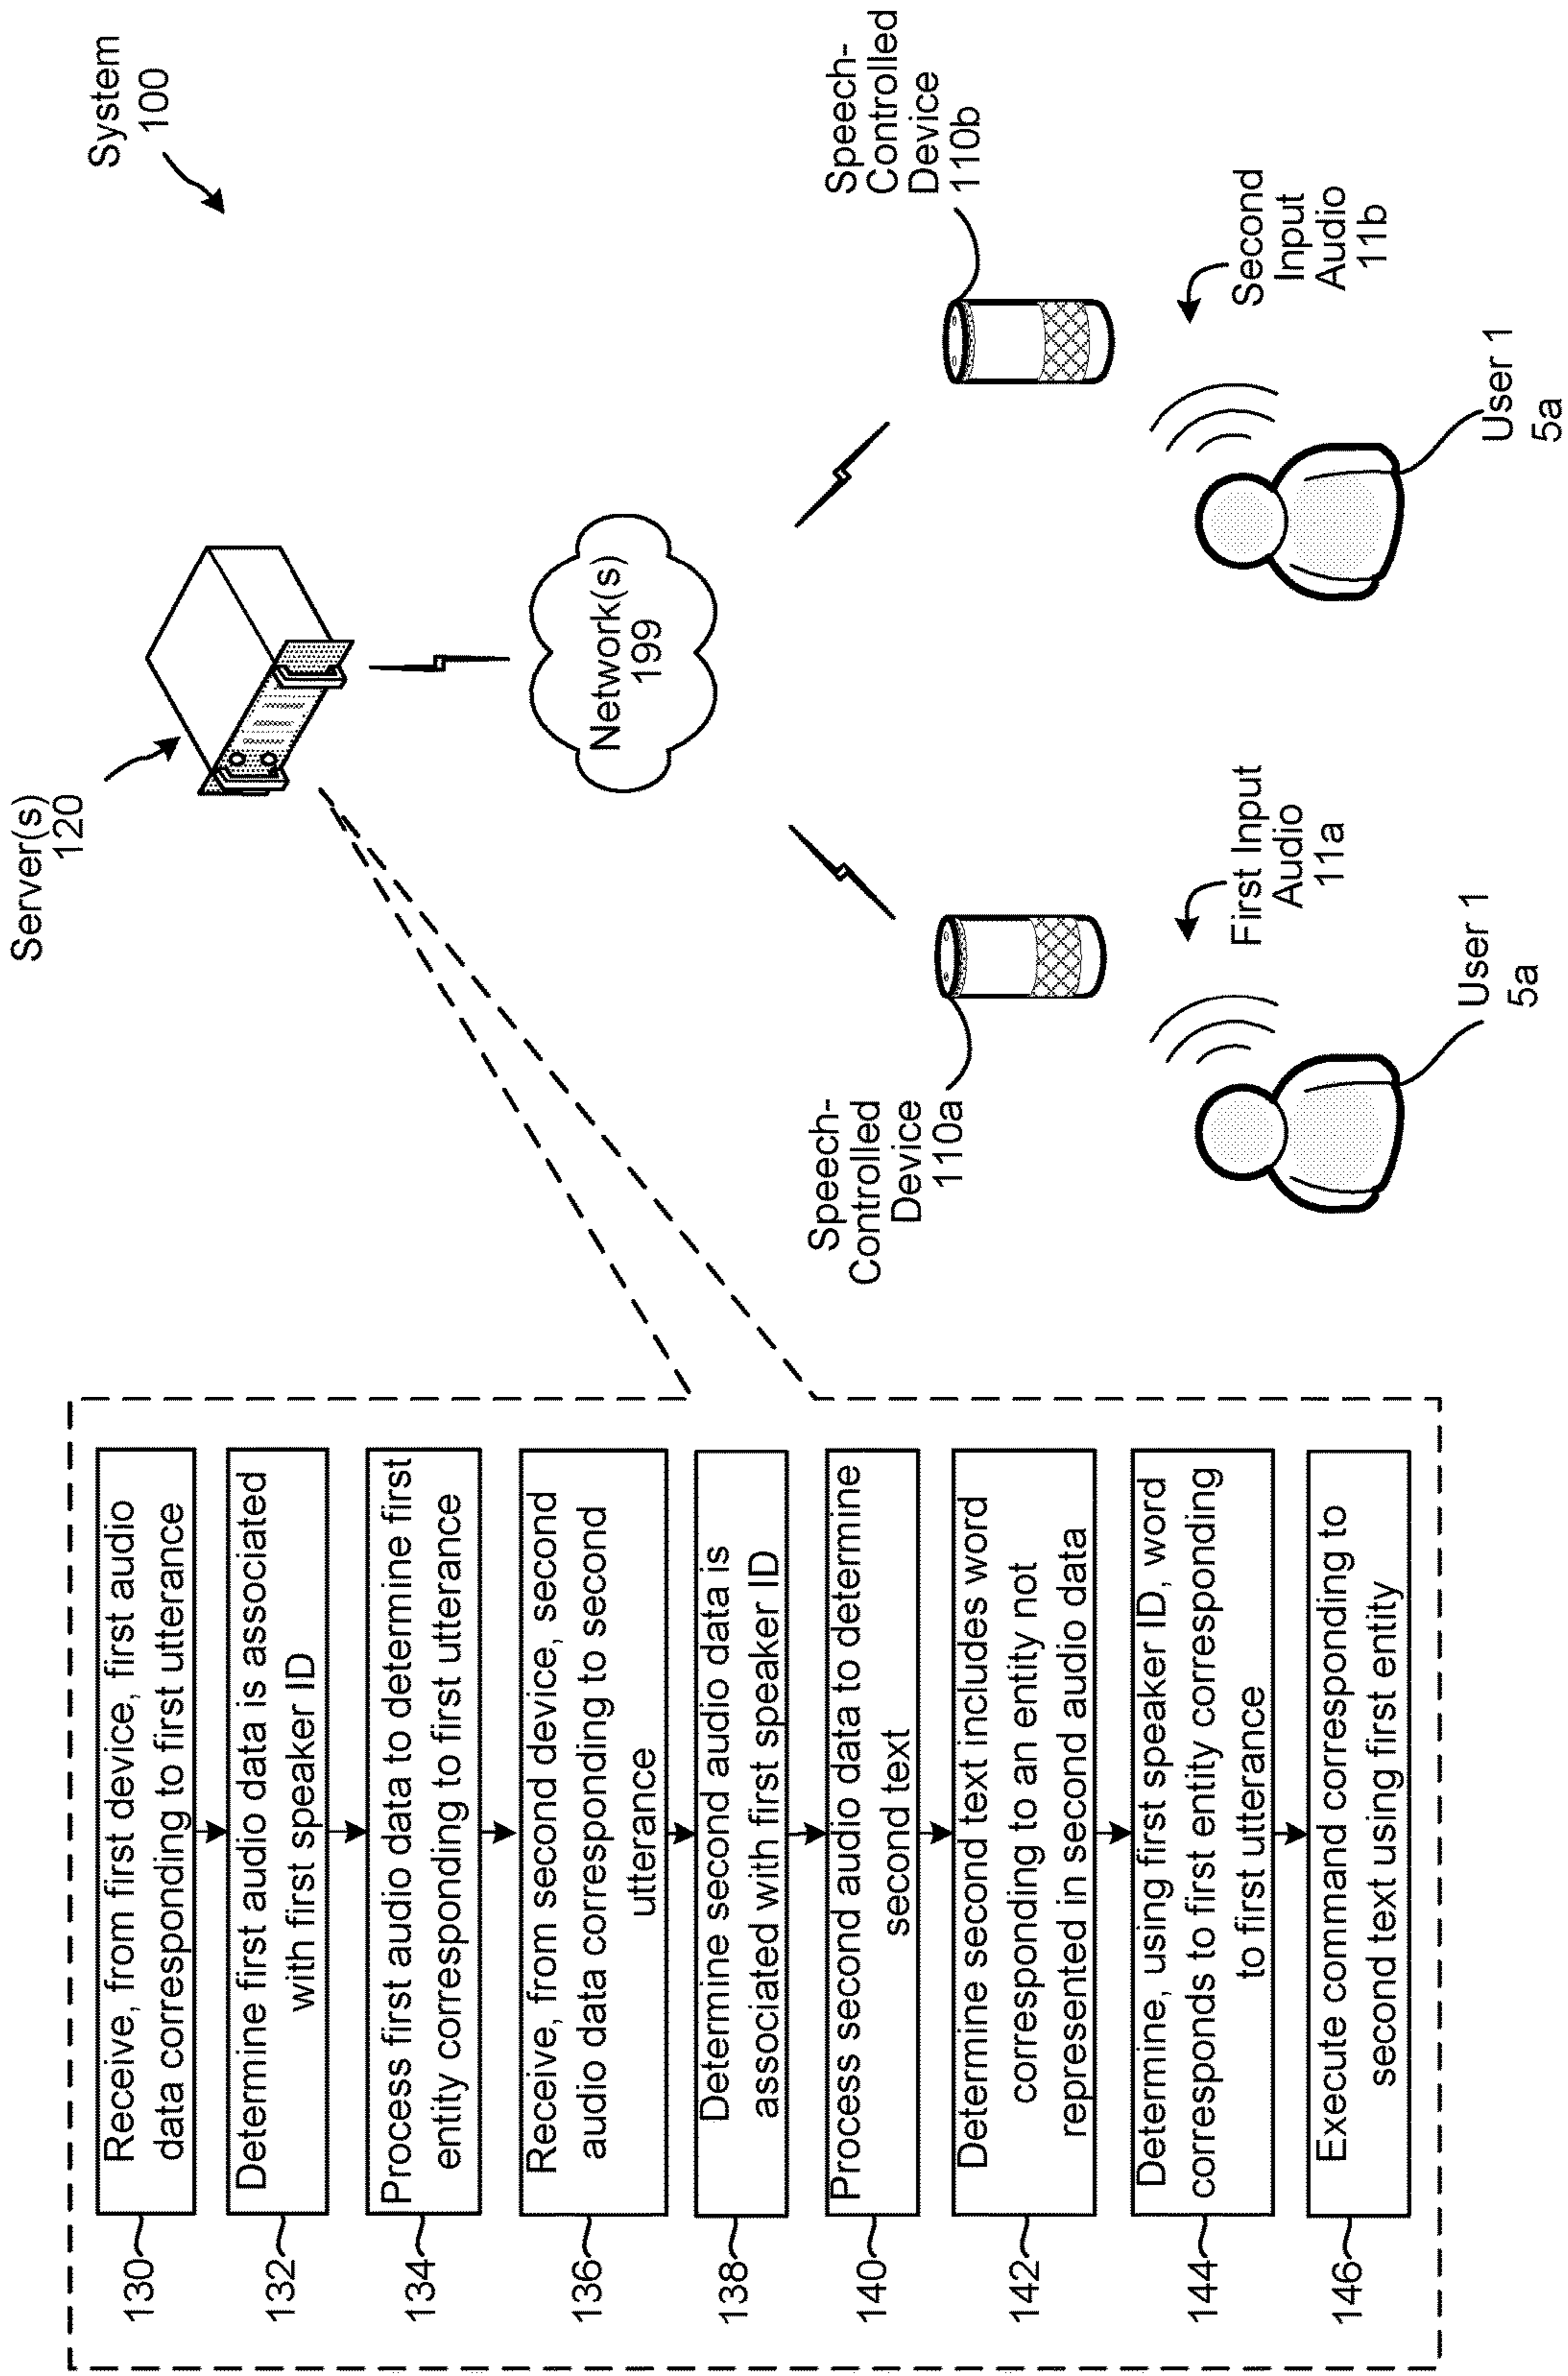 System
100
Server(s)
120
Network(s)
199
Speech-
Controlled
Device
110a
Speech-
Controlled
Device
110b
First Input
Audio
11a
Second
Input
Audio
11b
User 1
5a
User 1
5a
130
Receive, from first device, first audio
data corresponding to first utterance
132
Determine first audio data is associated
with first speaker ID
134
Process first audio data to determine first
entity corresponding to first utterance
136
Receive, from second device, second
audio data corresponding to second
utterance
138
Determine second audio data is
associated with first speaker ID
140
Process second audio data to determine
second text
142
Determine second text includes word
corresponding to an entity not
represented in second audio data
144
Determine, using first speaker ID, word
corresponds to first entity corresponding
to first utterance
146
Execute command corresponding to
second text using first entity